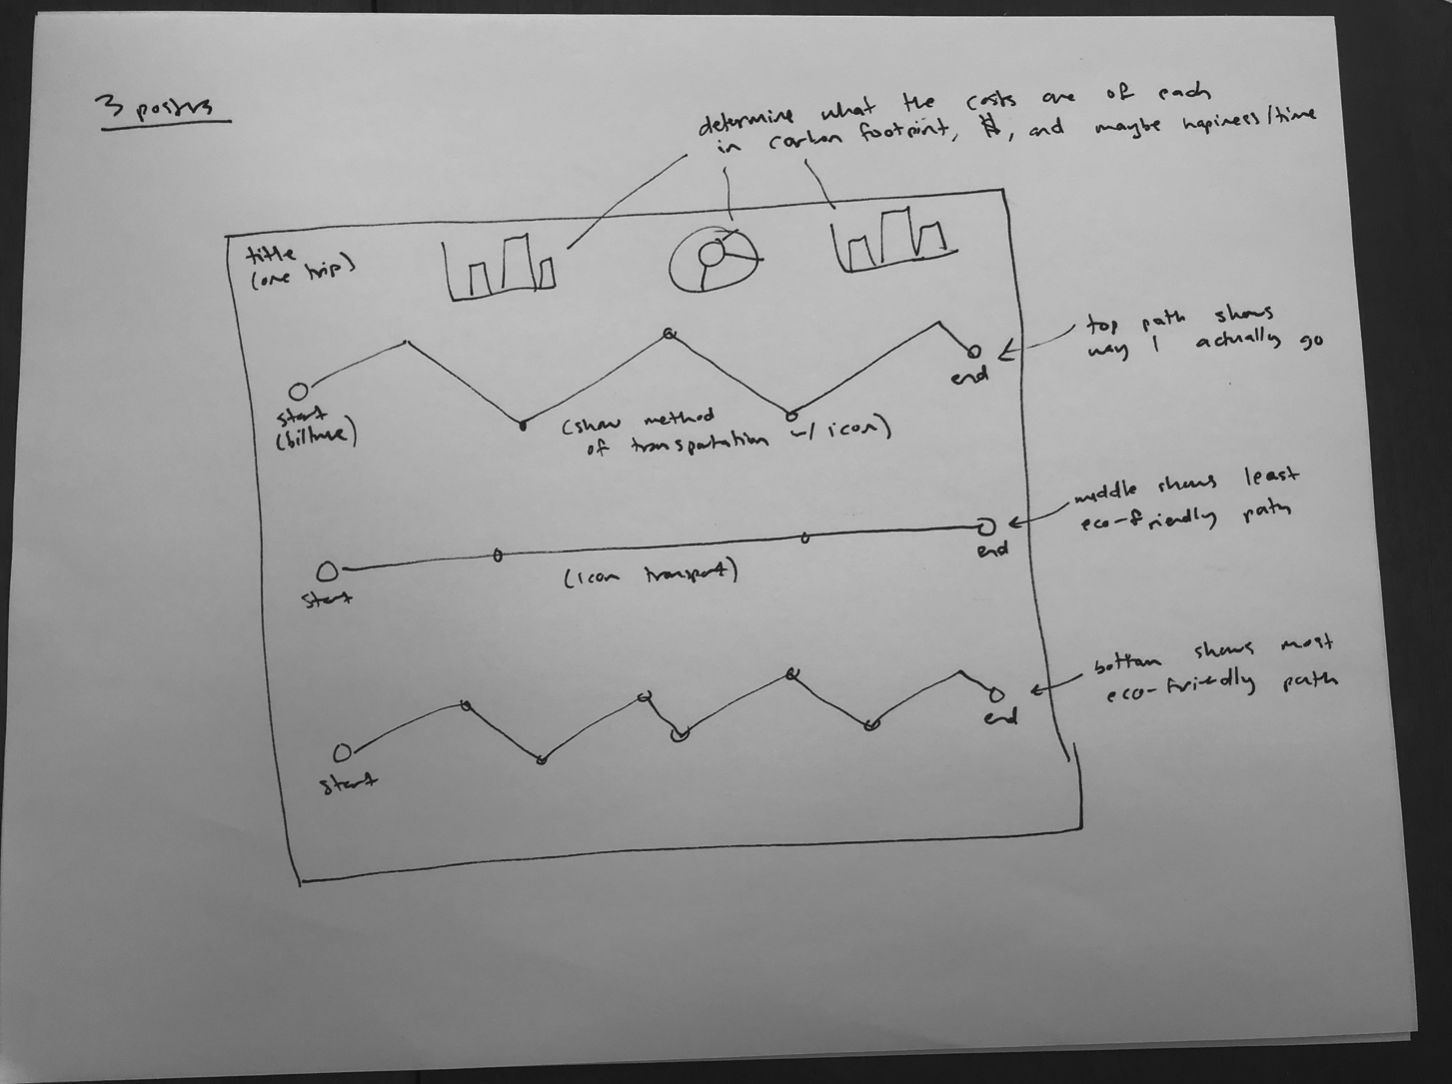 3 posters
determine what the costs are of each
in carbon footprint, $, and maybe hapiness/time
title
(one trip)
top path shows
way I actually go
start
end
(show method
of transportation w/ icon)
middle shows least
eco-friendly path
start
(icon transport)
end
bottom shows most
eco-friendly path
start
end